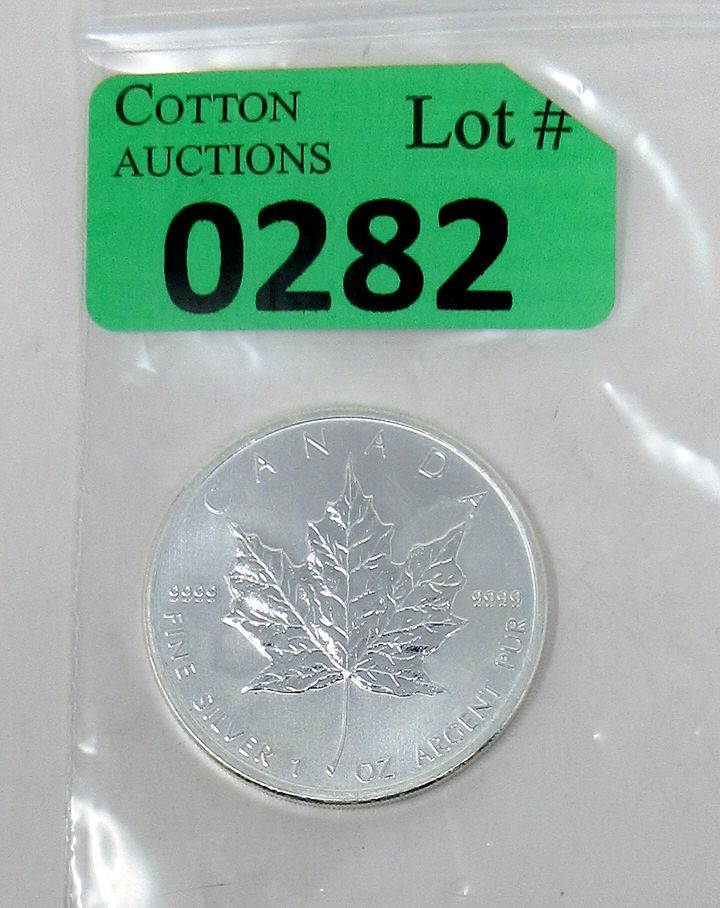 COTTON
AUCTIONS
Lot #
0282
CANADA
9999 9999
FINE SILVER 1 OZ ARGENT PUR